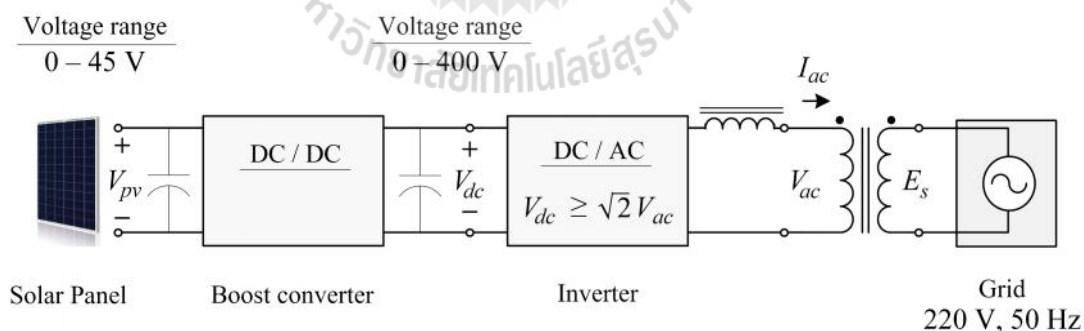 Voltage range
0 – 45 V
Voltage range
0 – 400 V
I_ac
+
V_pv
−
DC / DC
+
V_dc
−
DC / AC
V_dc ≥ √2 V_ac
V_ac
E_s
Solar Panel
Boost converter
Inverter
Grid
220 V, 50 Hz